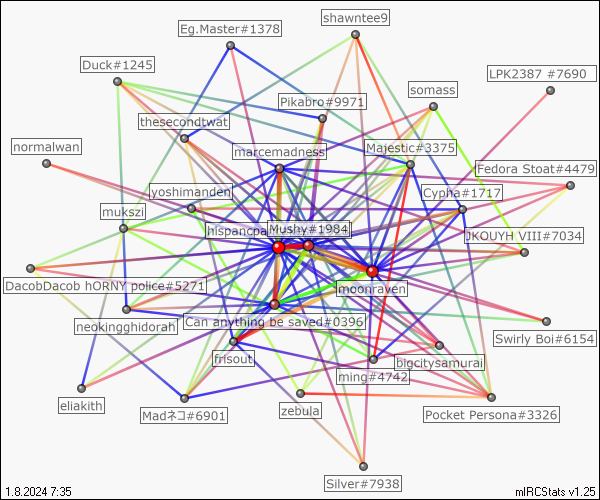 shawntee9
Eg.Master#1378
Duck#1245
LPK2387 #7690
Pikabro#9971
somass
thesecondtwat
normalwan
marcemadness
Majestic#3375
Fedora Stoat#4479
yoshimanden
Cypha#1717
mukszi
hispancpa
Mushy#1984
JKOUYH VIII#7034
DacobDacob hORNY police#5271
moonraven
neokingghidorah
Can anything be saved#0396
Swirly Boi#6154
frisout
bigcitysamurai
ming#4742
eliakith
Madネコ#6901
zebula
Pocket Persona#3326
Silver#7938
1.8.2024 7:35
mIRCStats v1.25